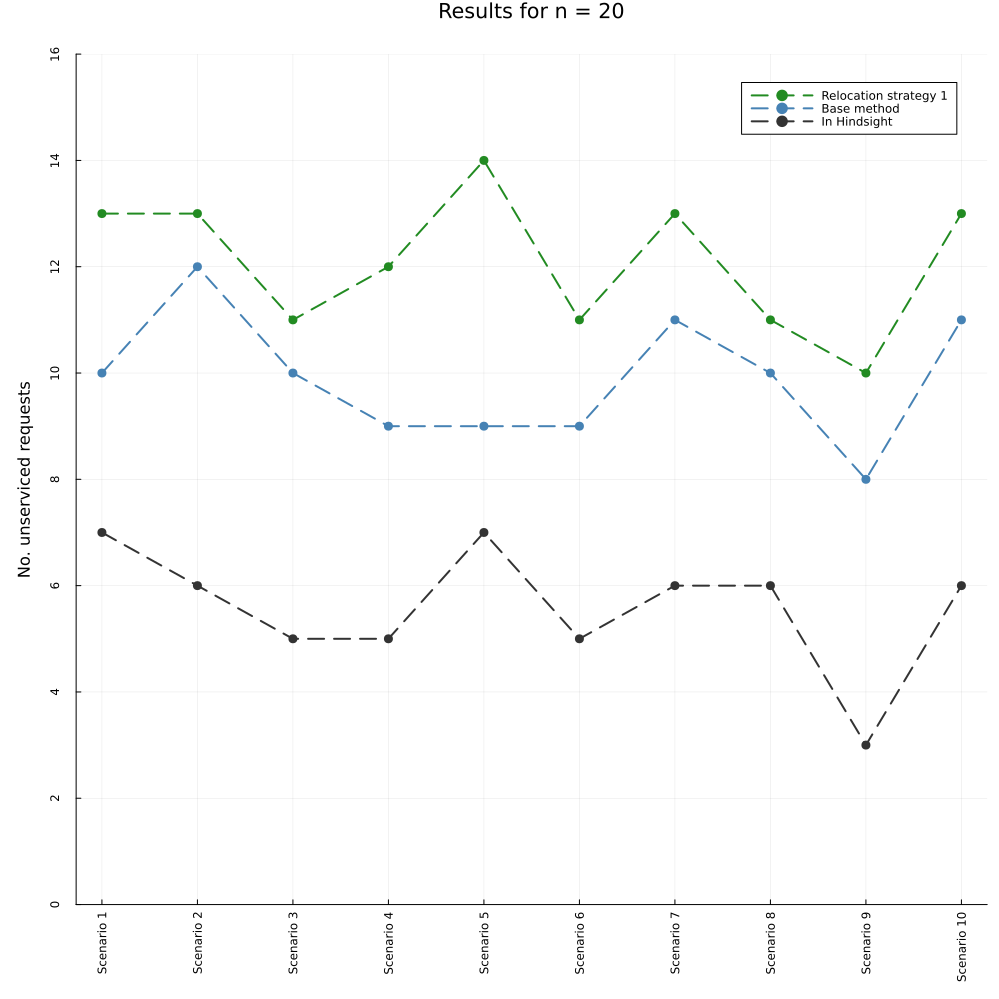 Results for n = 20
Relocation strategy 1
Base method
In Hindsight
No. unserviced requests
16
14
12
10
8
6
4
2
0
Scenario 1
Scenario 2
Scenario 3
Scenario 4
Scenario 5
Scenario 6
Scenario 7
Scenario 8
Scenario 9
Scenario 10